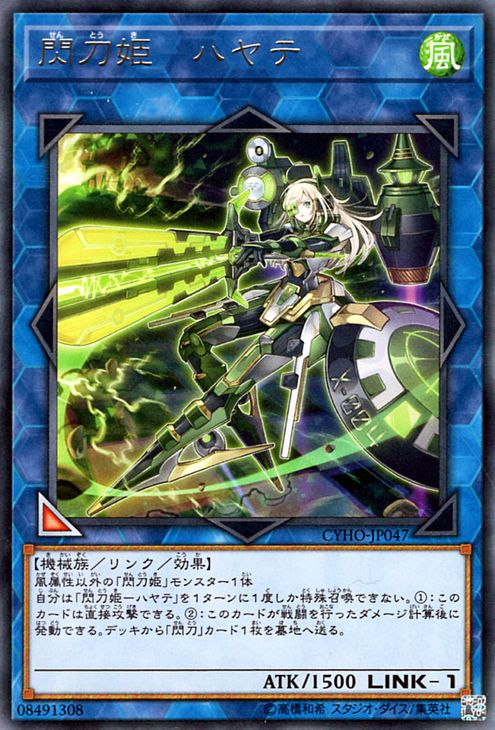 閃刀姫－ハヤテ
風
X-004
CYHO-JP047
【機械族／リンク／効果】
風属性以外の「閃刀姫」モンスター１体
自分は「閃刀姫－ハヤテ」を１ターンに１度しか特殊召喚できない。①：この
カードは直接攻撃できる。②：このカードが戦闘を行ったダメージ計算後に
発動できる。デッキから「閃刀」カード１枚を墓地へ送る。
ATK/1500 LINK-1
08491308 ©高橋和希 スタジオ・ダイス/集英社